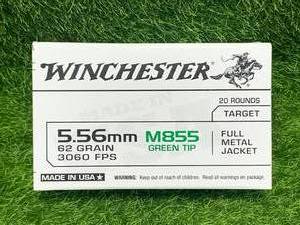 WINCHESTER
20 ROUNDS
TARGET
5.56mm M855
62 GRAIN GREEN TIP
3060 FPS
FULL
METAL
JACKET
MADE IN USA★
WARNING: Keep out of reach of children. Read all warnings on package.